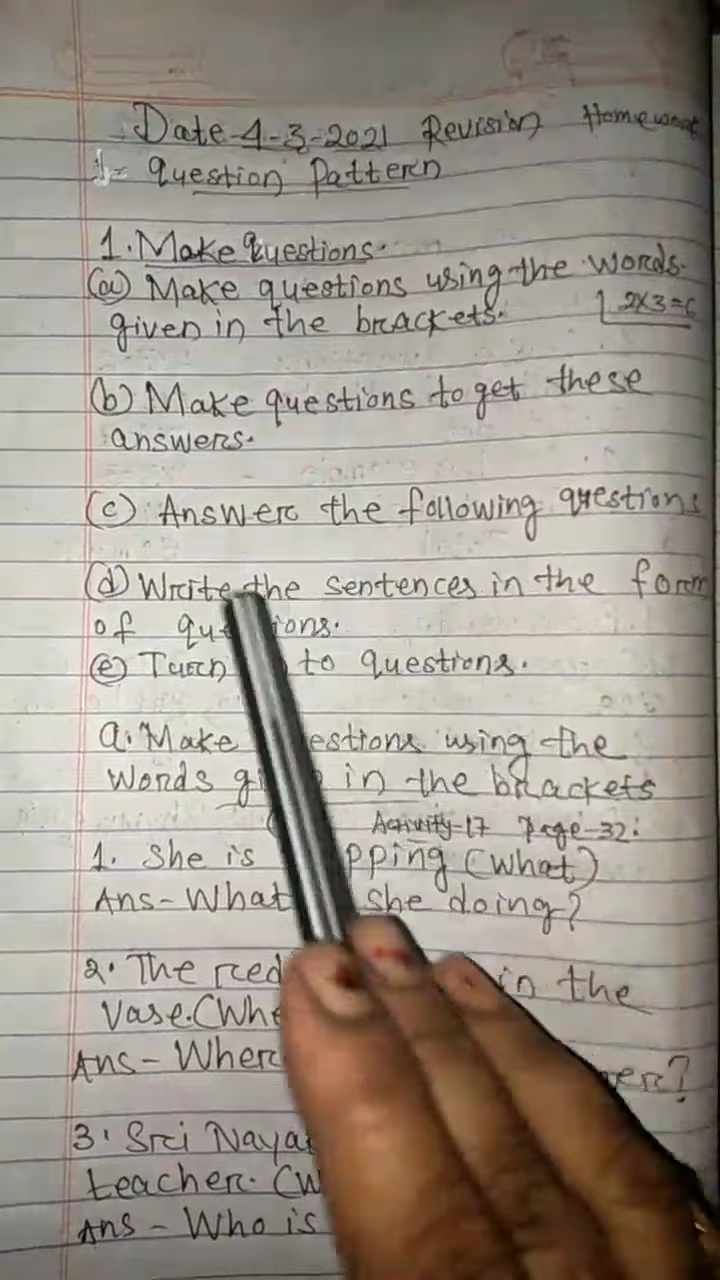 Date-4-3-2021 Revision Homework
1= Question Pattern
1. Make Questions.
(a) Make questions using the words
given in the brackets. 2x3=6
(b) Make questions to get these
answers.
(c) Answer the following questions
(d) Write the sentences in the form
of
(e) Turn to questions.
a. Make using the
words in the brackets
Activity-17 Page-32
1. She is (What)
Ans- What she doing?
2. The red in the
vase.
Ans-
3. Sri
teacher.
Ans - Who is